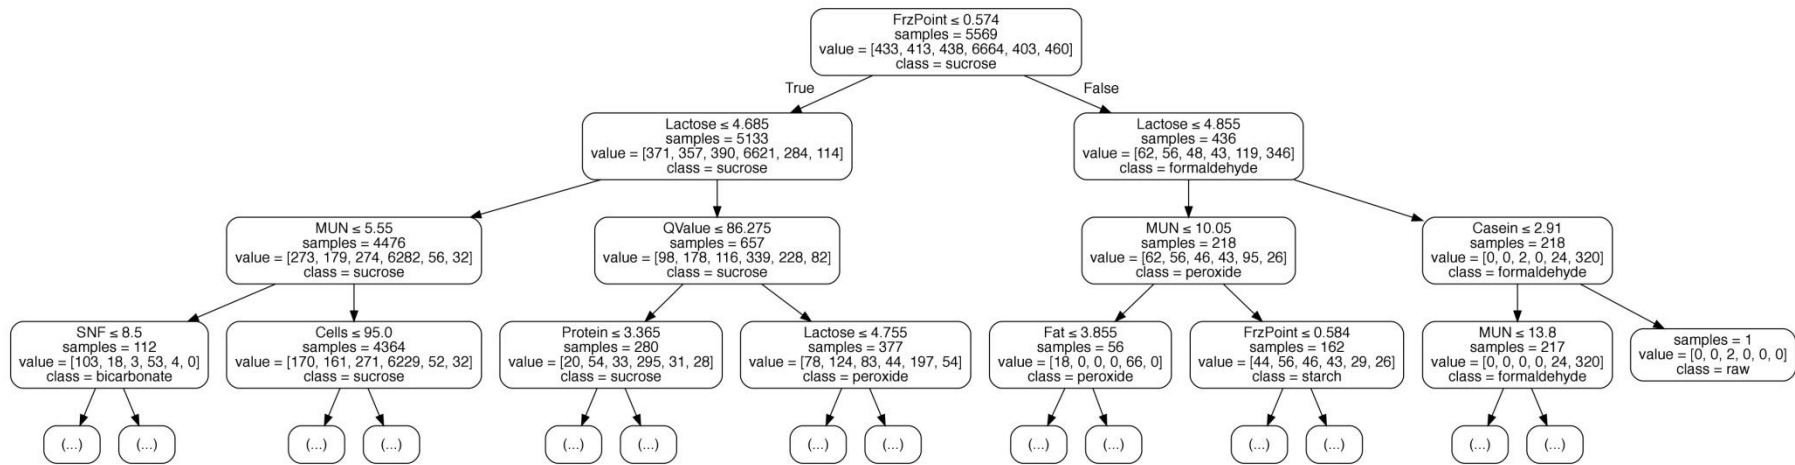 FrzPoint ≤ 0.574
samples = 5569
value = [433, 413, 438, 6664, 403, 460]
class = sucrose
True
False
Lactose ≤ 4.685
samples = 5133
value = [371, 357, 390, 6621, 284, 114]
class = sucrose
Lactose ≤ 4.855
samples = 436
value = [62, 56, 48, 43, 119, 346]
class = formaldehyde
MUN ≤ 5.55
samples = 4476
value = [273, 179, 274, 6282, 56, 32]
class = sucrose
QValue ≤ 86.275
samples = 657
value = [98, 178, 116, 339, 228, 82]
class = sucrose
MUN ≤ 10.05
samples = 218
value = [62, 56, 46, 43, 95, 26]
class = peroxide
Casein ≤ 2.91
samples = 218
value = [0, 0, 2, 0, 24, 320]
class = formaldehyde
SNF ≤ 8.5
samples = 112
value = [103, 18, 3, 53, 4, 0]
class = bicarbonate
Cells ≤ 95.0
samples = 4364
value = [170, 161, 271, 6229, 52, 32]
class = sucrose
Protein ≤ 3.365
samples = 280
value = [20, 54, 33, 295, 31, 28]
class = sucrose
Lactose ≤ 4.755
samples = 377
value = [78, 124, 83, 44, 197, 54]
class = peroxide
Fat ≤ 3.855
samples = 56
value = [18, 0, 0, 0, 66, 0]
class = peroxide
FrzPoint ≤ 0.584
samples = 162
value = [44, 56, 46, 43, 29, 26]
class = starch
MUN ≤ 13.8
samples = 217
value = [0, 0, 0, 0, 24, 320]
class = formaldehyde
samples = 1
value = [0, 0, 2, 0, 0, 0]
class = raw
(...)
(...)
(...)
(...)
(...)
(...)
(...)
(...)
(...)
(...)
(...)
(...)
(...)
(...)